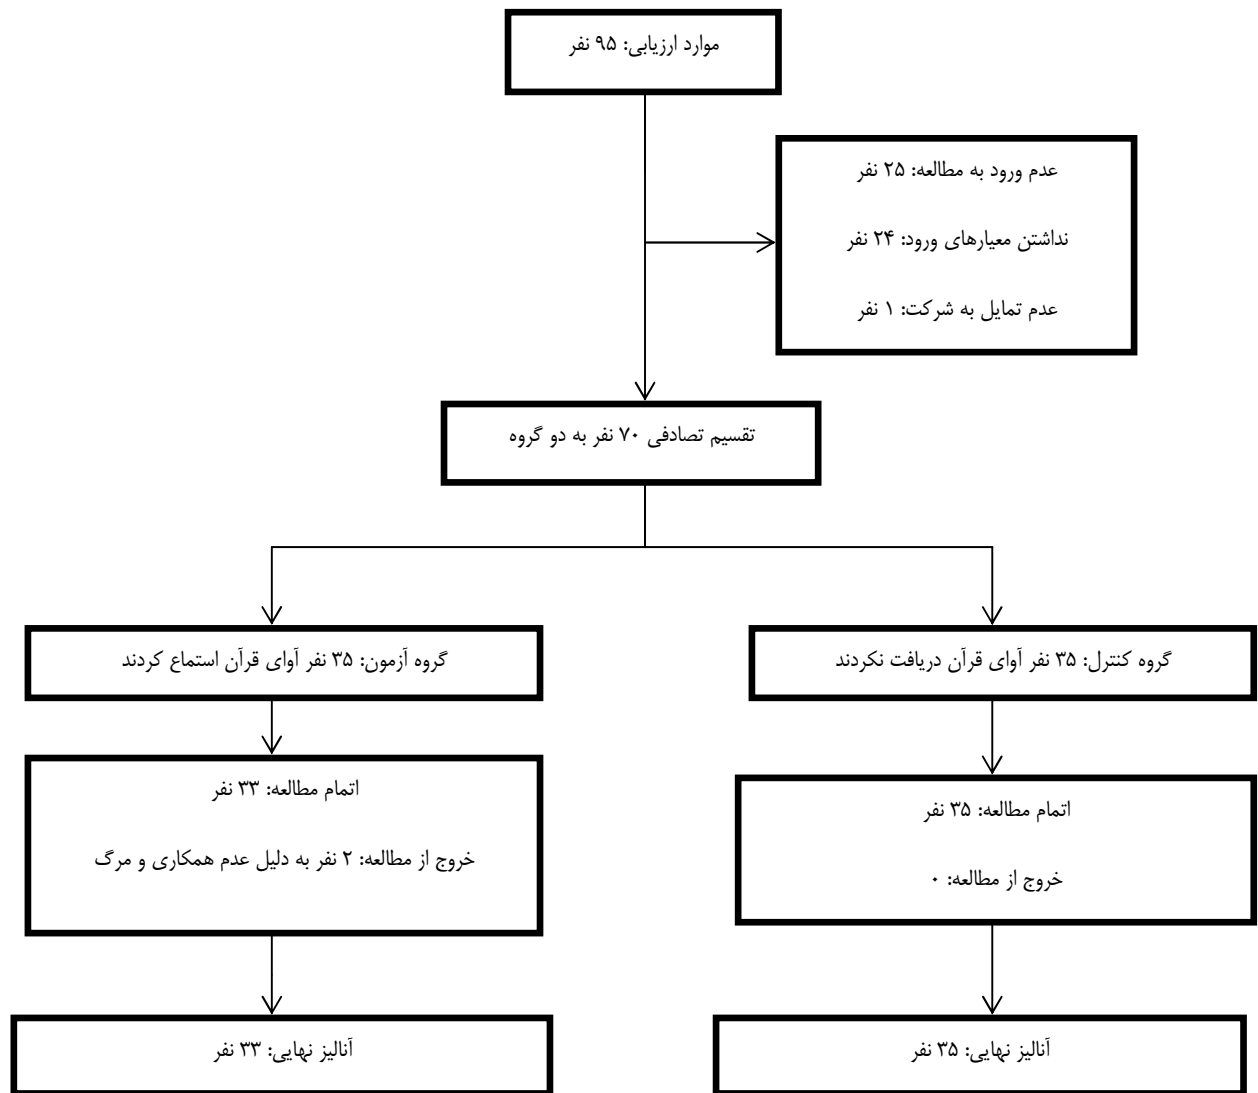 موارد ارزیابی: ۹۵ نفر
عدم ورود به مطالعه: ۲۵ نفر
نداشتن معیارهای ورود: ۲۴ نفر
عدم تمایل به شرکت: ۱ نفر
تقسیم تصادفی ۷۰ نفر به دو گروه
گروه کنترل: ۳۵ نفر آوای قرآن دریافت نکردند
گروه آزمون: ۳۵ نفر آوای قرآن استماع کردند
اتمام مطالعه: ۳۵ نفر
خروج از مطالعه: ۰
اتمام مطالعه: ۳۳ نفر
خروج از مطالعه: ۲ نفر به دلیل عدم همکاری و مرگ
آنالیز نهایی: ۳۵ نفر
آنالیز نهایی: ۳۳ نفر